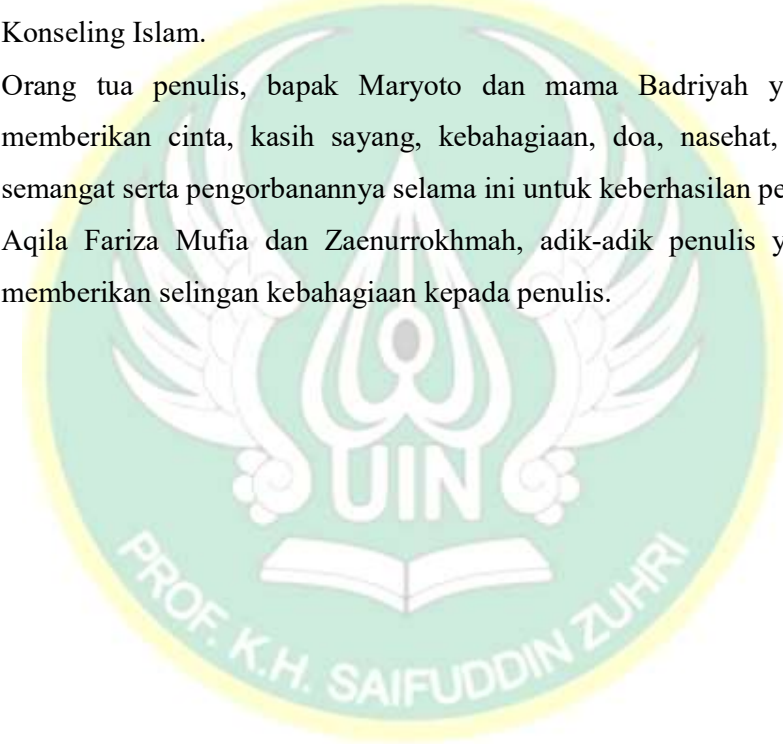 Konseling Islam.
Orang tua penulis, bapak Maryoto dan mama Badriyah y
memberikan cinta, kasih sayang, kebahagiaan, doa, nasehat,
semangat serta pengorbanannya selama ini untuk keberhasilan pe
Aqila Fariza Mufia dan Zaenurrokhmah, adik-adik penulis y
memberikan selingan kebahagiaan kepada penulis.
UIN
PROF. K.H. SAIFUDDIN ZUHRI